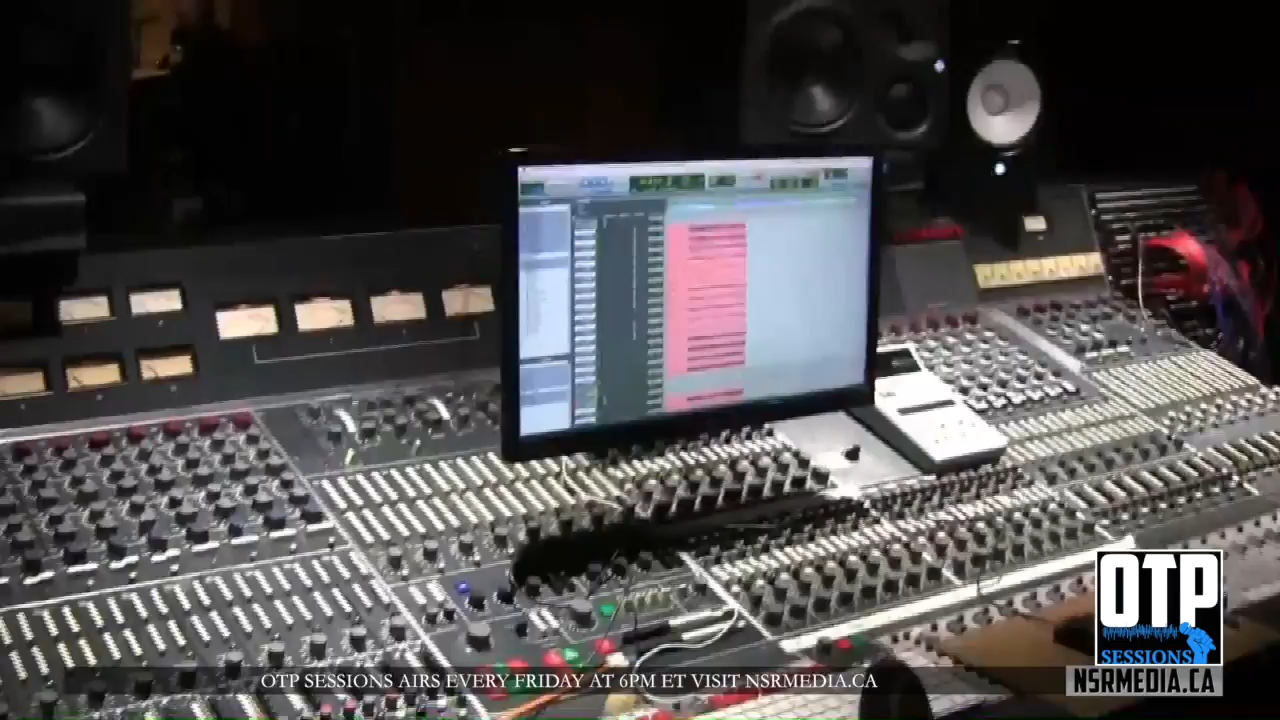 OTP
SESSIONS
NSRMEDIA.CA
OTP SESSIONS AIRS EVERY FRIDAY AT 6PM ET VISIT NSRMEDIA.CA